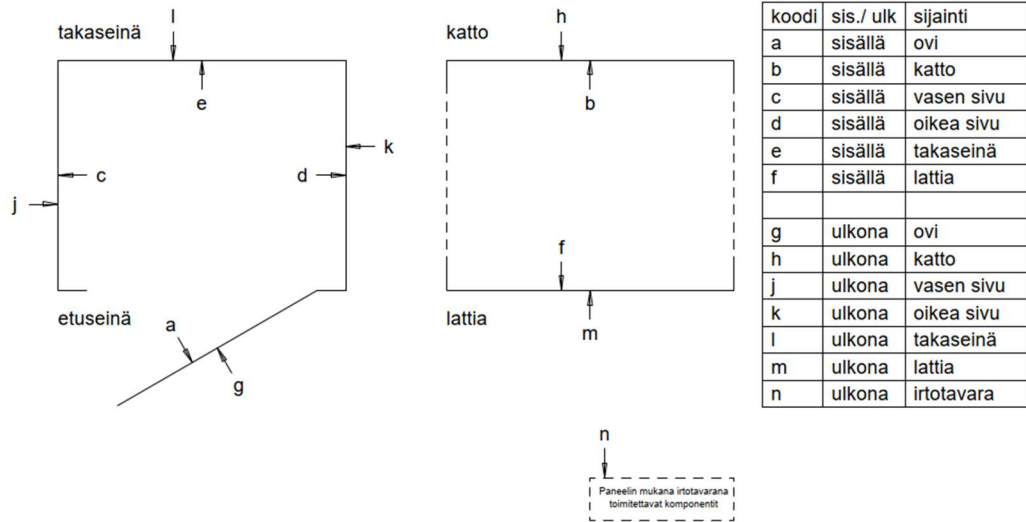 takaseinä
l
e
c
d
j
k
etuseinä
a
g
katto
h
b
f
lattia
m
n
Paneelin mukana irtotavarana
toimitettavat komponentit
koodi sis./ ulk sijainti
a sisällä ovi
b sisällä katto
c sisällä vasen sivu
d sisällä oikea sivu
e sisällä takaseinä
f sisällä lattia
g ulkona ovi
h ulkona katto
j ulkona vasen sivu
k ulkona oikea sivu
l ulkona takaseinä
m ulkona lattia
n ulkona irtotavara